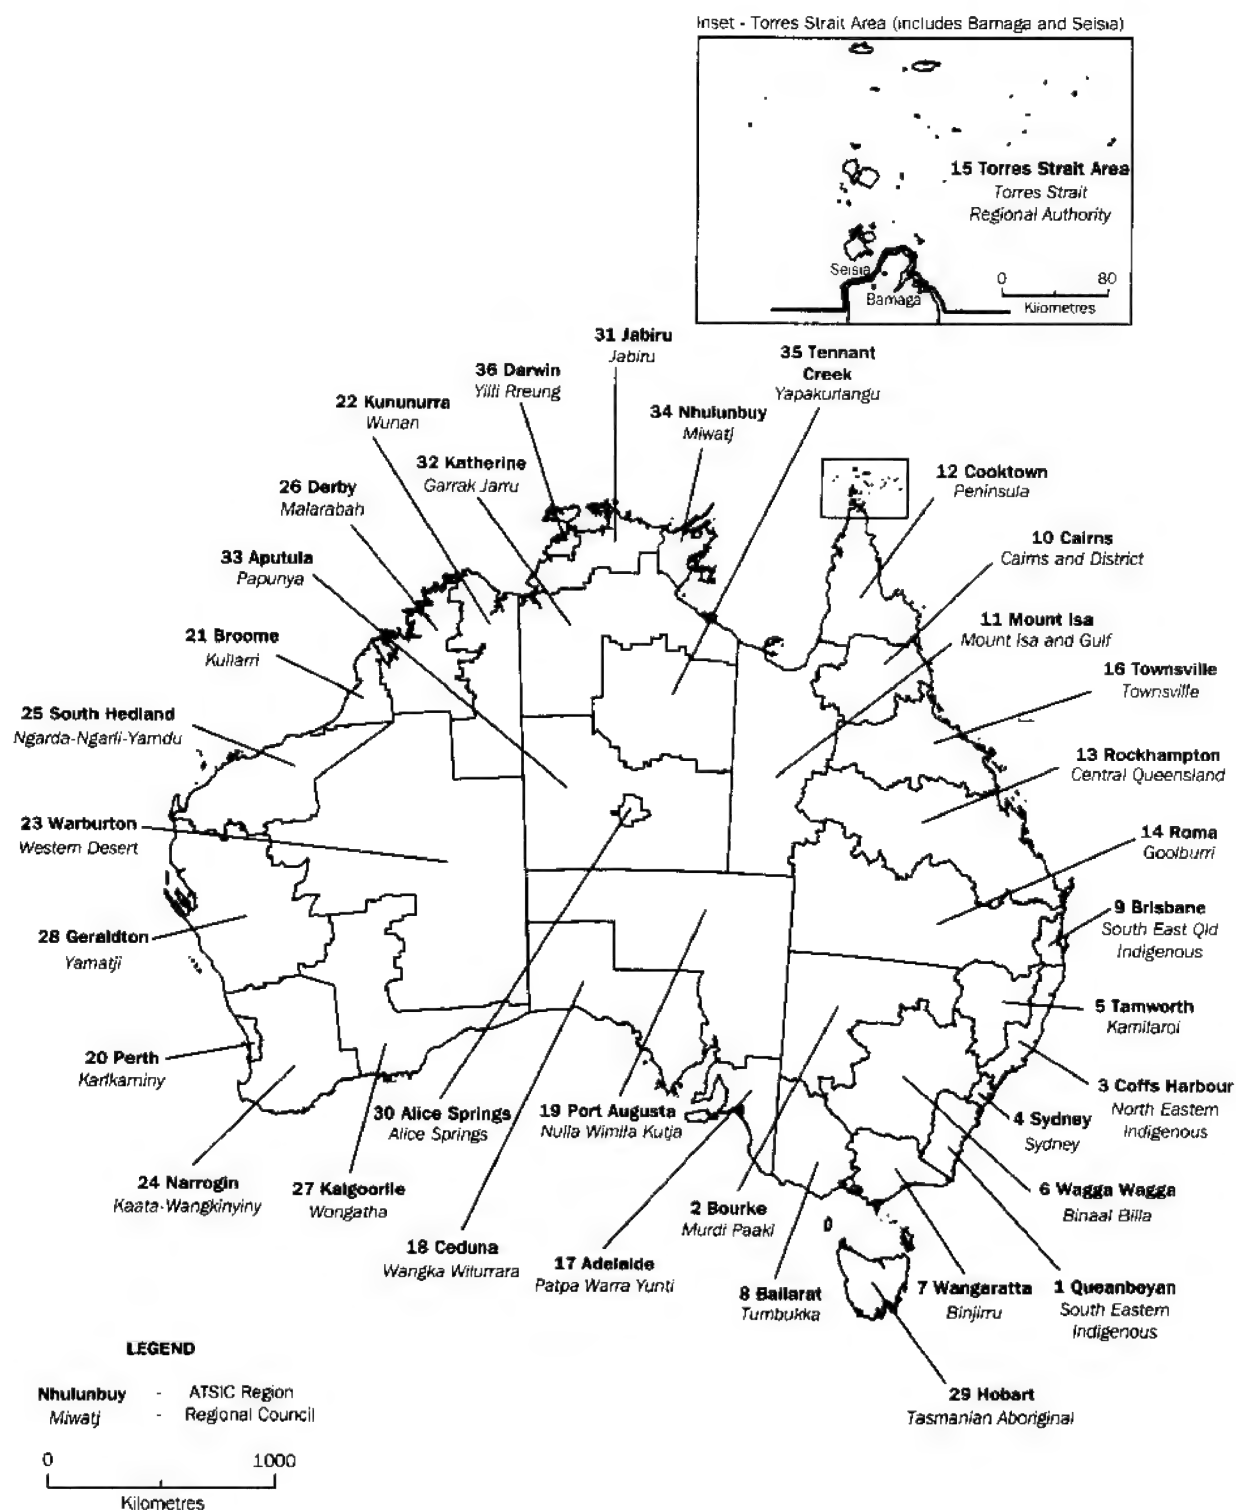 Inset - Torres Strait Area (includes Bamaga and Seisia)
15 Torres Strait Area
Torres Strait
Regional Authority
Seisia
Bamaga
0 80
Kilometres
31 Jabiru
Jabiru
35 Tennant
Creek
Yapakurlangu
36 Darwin
Yilli Rreung
22 Kununurra
Wunan
34 Nhulunbuy
Miwatj
32 Katherine
Garrak Jarru
12 Cooktown
Peninsula
26 Derby
Malarabah
10 Cairns
Cairns and District
33 Aputula
Papunya
11 Mount Isa
Mount Isa and Gulf
21 Broome
Kullarri
16 Townsville
Townsville
25 South Hedland
Ngarda-Ngarli-Yarndu
13 Rockhampton
Central Queensland
23 Warburton
Western Desert
14 Roma
Goolburri
9 Brisbane
South East Qld
Indigenous
28 Geraldton
Yamatji
5 Tamworth
Kamilaroi
20 Perth
Karlkarniny
3 Coffs Harbour
North Eastern
Indigenous
30 Alice Springs
Alice Springs
19 Port Augusta
Nulla Wimila Kutja
4 Sydney
Sydney
24 Narrogin
Kaata-Wangkinyiny
27 Kalgoorlie
Wongatha
6 Wagga Wagga
Binaal Billa
2 Bourke
Murdi Paaki
18 Ceduna
Wangka Wilurrara
17 Adelaide
Patpa Warra Yunti
8 Ballarat
Tumbukka
7 Wangaratta
Binjirru
1 Queanbeyan
South Eastern
Indigenous
29 Hobart
Tasmanian Aboriginal
LEGEND
Nhulunbuy - ATSIC Region
Miwatj - Regional Council
0 1000
Kilometres